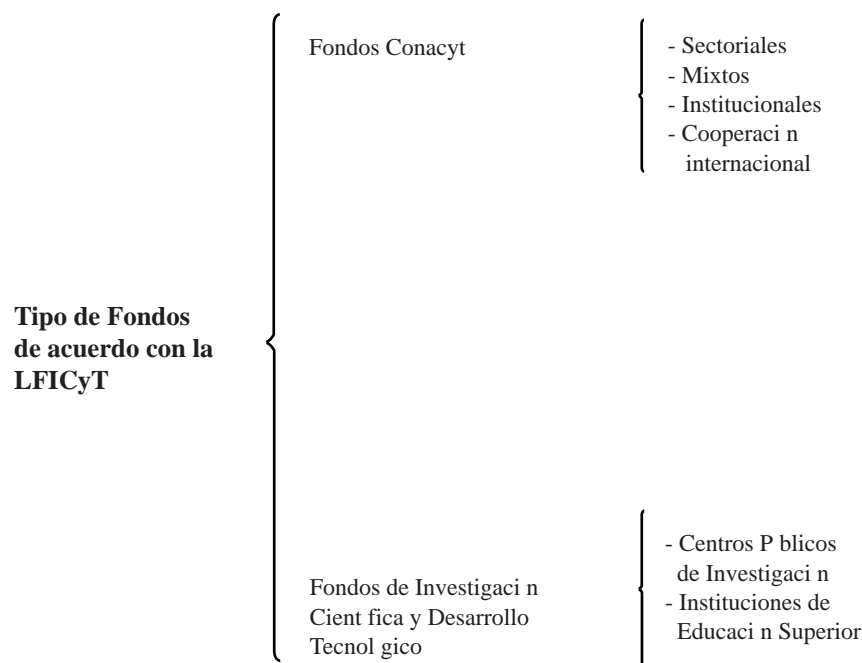 Fondos Conacyt
- Sectoriales
- Mixtos
- Institucionales
- Cooperaci n
internacional
Tipo de Fondos
de acuerdo con la
LFICyT
Fondos de Investigaci n
Cient fica y Desarrollo
Tecnol gico
- Centros P blicos
de Investigaci n
- Instituciones de
Educaci n Superior